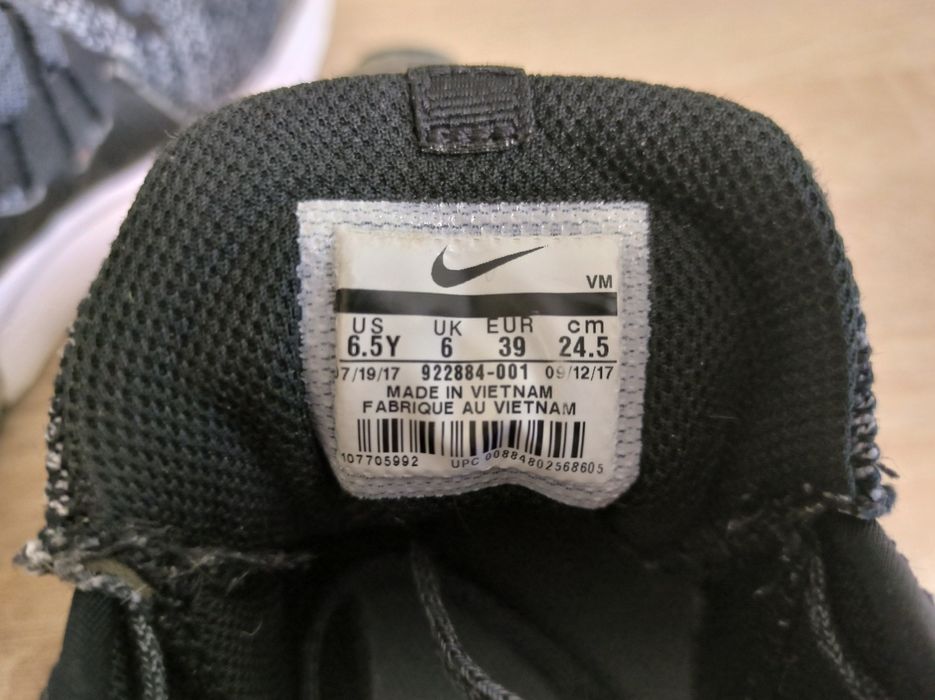 VM
US UK EUR cm
6.5Y 6 39 24.5
7/19/17 922884-001 09/12/17
MADE IN VIETNAM
FABRIQUE AU VIETNAM
107705992 UPC 00884802568605